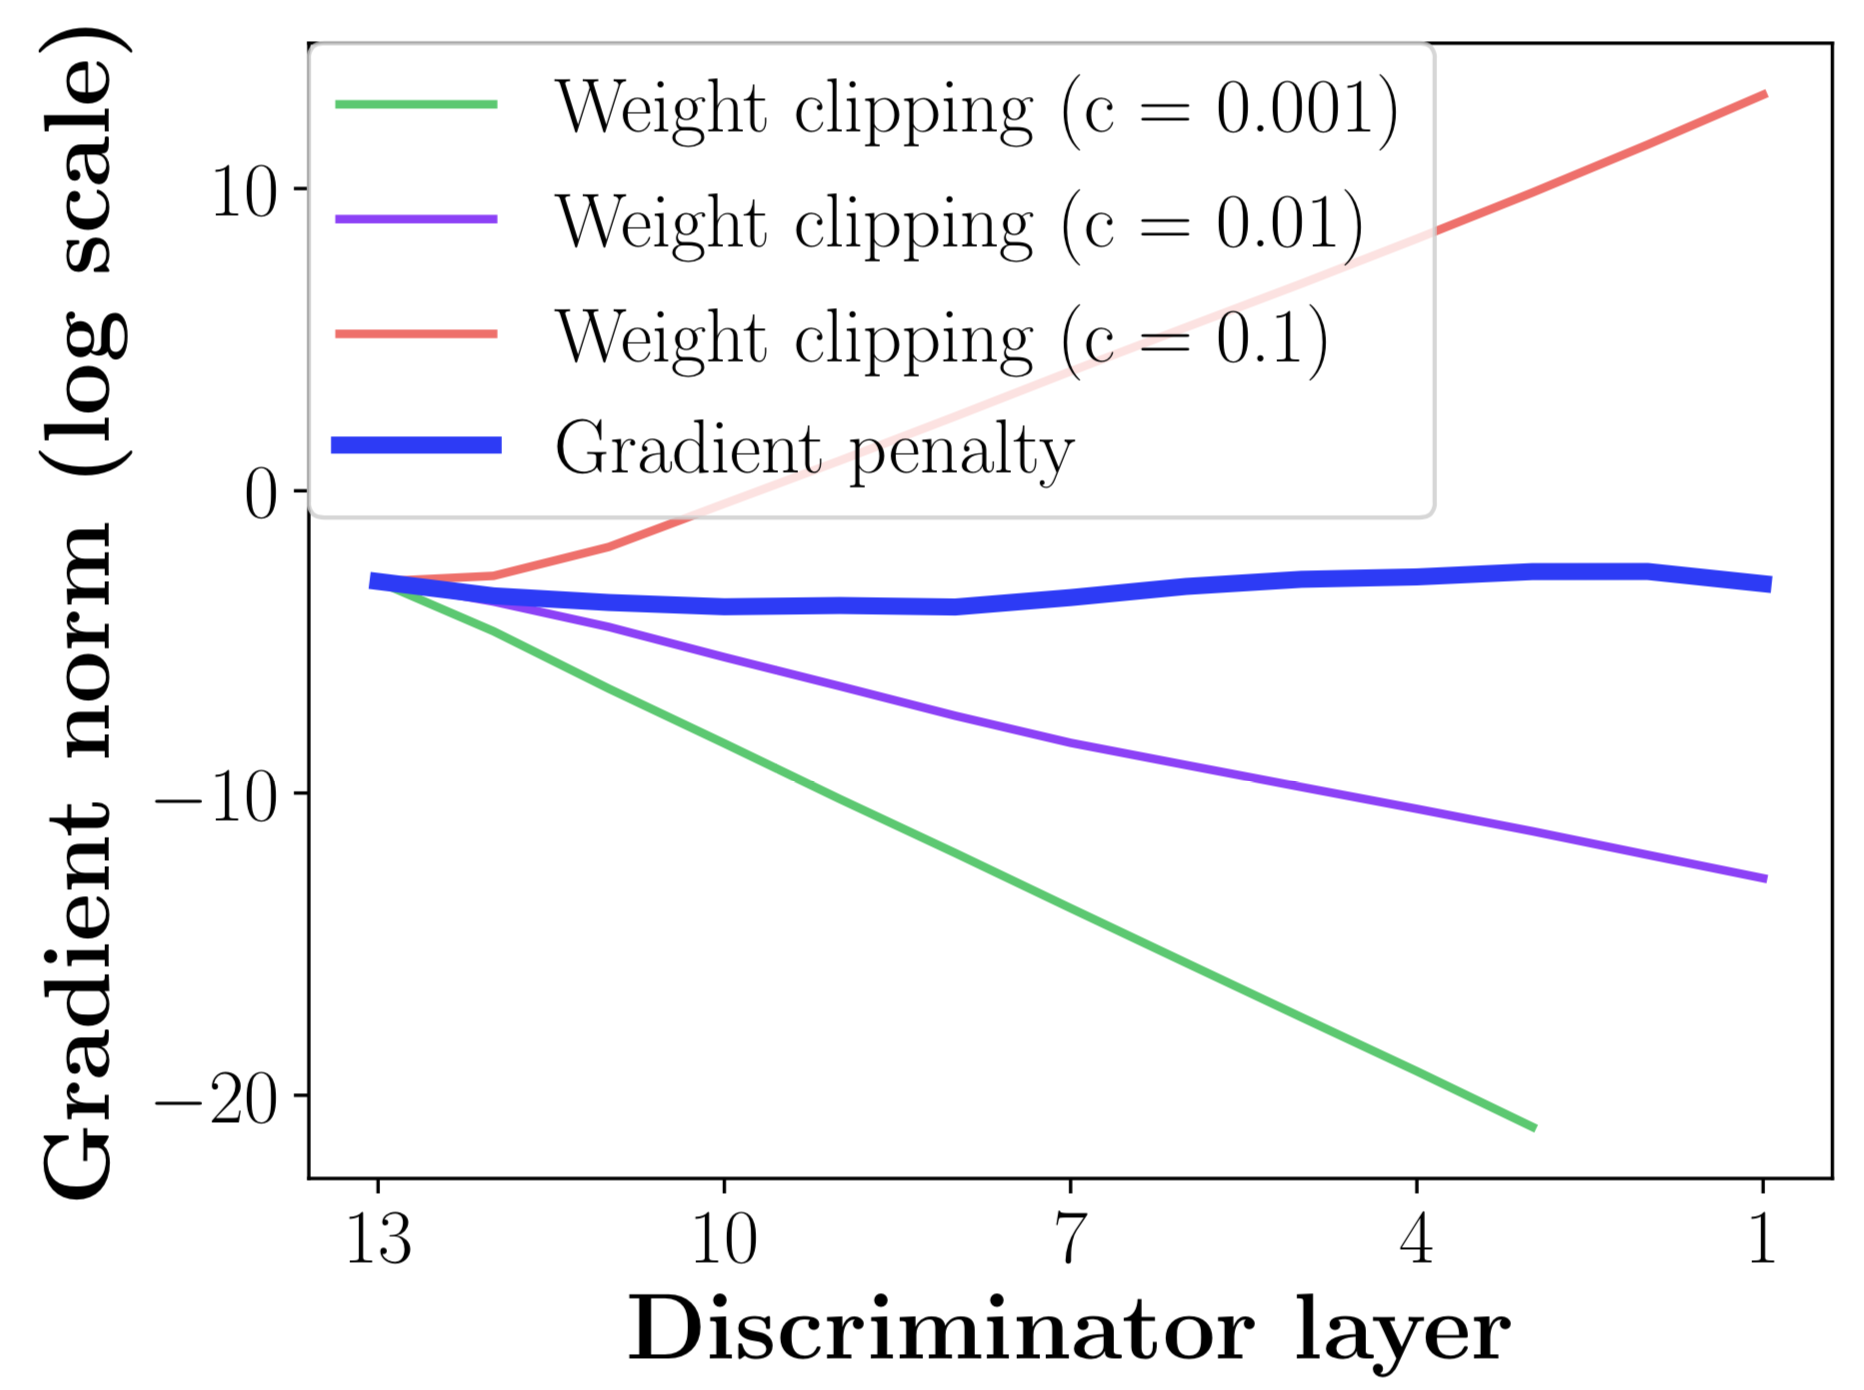 Gradient norm (log scale)
Weight clipping (c = 0.001)
Weight clipping (c = 0.01)
Weight clipping (c = 0.1)
Gradient penalty
10
0
−10
−20
13 10 7 4 1
Discriminator layer